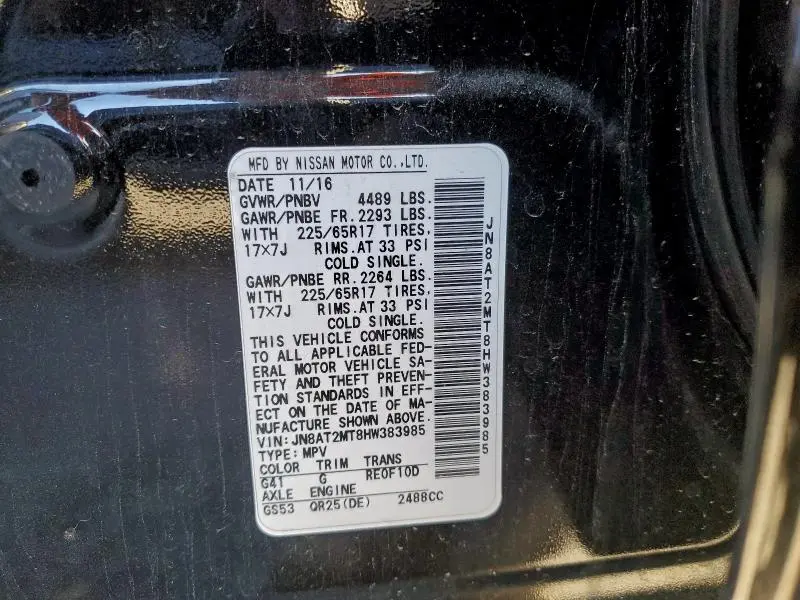 MFD BY NISSAN MOTOR CO.,LTD.
DATE 11/16
GVWR/PNBV 4489 LBS.
GAWR/PNBE FR. 2293 LBS.
WITH 225/65R17 TIRES,
17×7J RIMS.AT 33 PSI
COLD SINGLE.
GAWR/PNBE RR. 2264 LBS.
WITH 225/65R17 TIRES,
17×7J RIMS.AT 33 PSI
COLD SINGLE.
THIS VEHICLE CONFORMS
TO ALL APPLICABLE FED-
ERAL MOTOR VEHICLE SA-
FETY AND THEFT PREVEN-
TION STANDARDS IN EFF-
ECT ON THE DATE OF MA-
NUFACTURE SHOWN ABOVE.
VIN:JN8AT2MT8HW383985
TYPE:MPV
COLOR TRIM TRANS
G41 G RE0F10D
AXLE ENGINE
GS53 QR25(DE) 2488CC
JN8AT2MT8HW383985